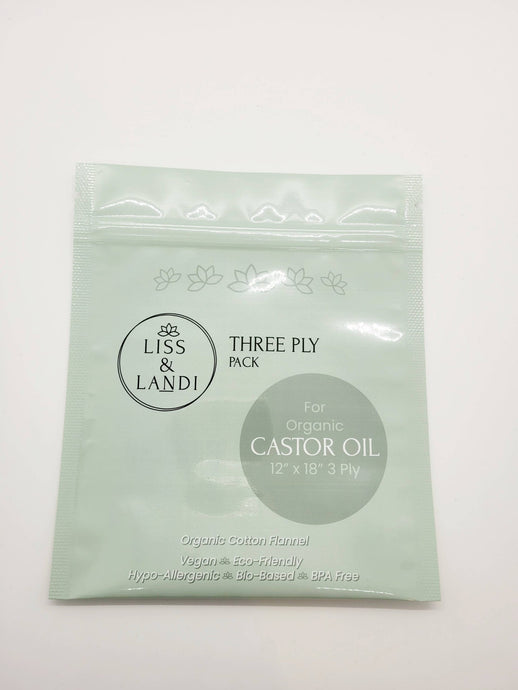 LISS
&
LANDI
THREE PLY
PACK
For
Organic
CASTOR OIL
12" x 18" 3 Ply
Organic Cotton Flannel
Vegan Eco-Friendly
Hypo-Allergenic Bio-Based BPA Free